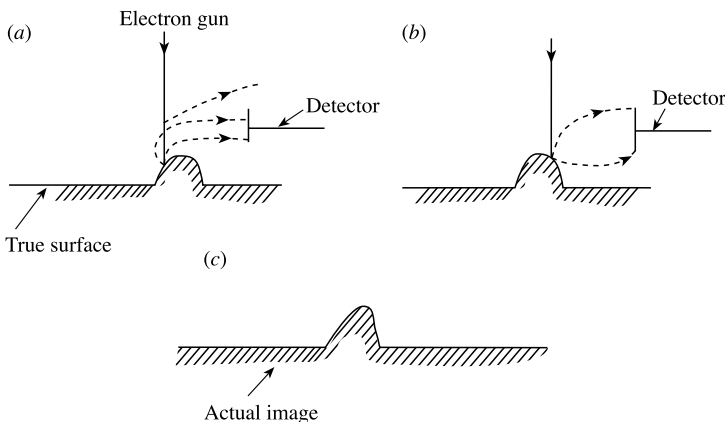 (a)
Electron gun
Detector
True surface
(b)
Detector
(c)
Actual image